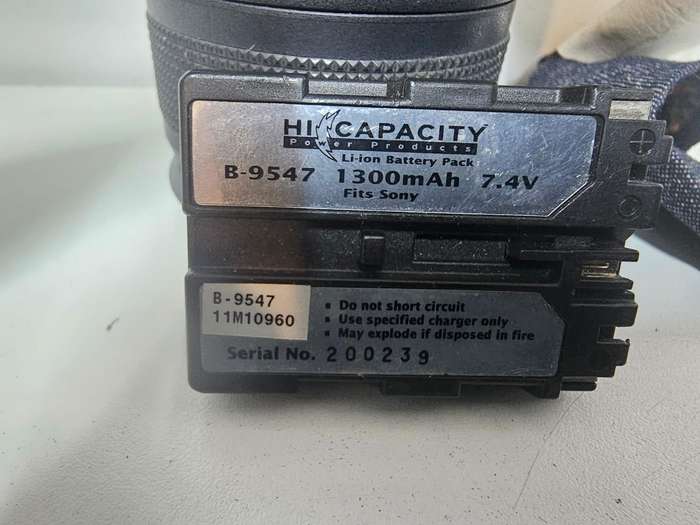 HI CAPACITY
Power Products
Li-ion Battery Pack
B-9547 1300mAh 7.4V
Fits Sony
B-9547
11M10960
▪ Do not short circuit
▪ Use specified charger only
▪ May explode if disposed in fire
Serial No. 200239